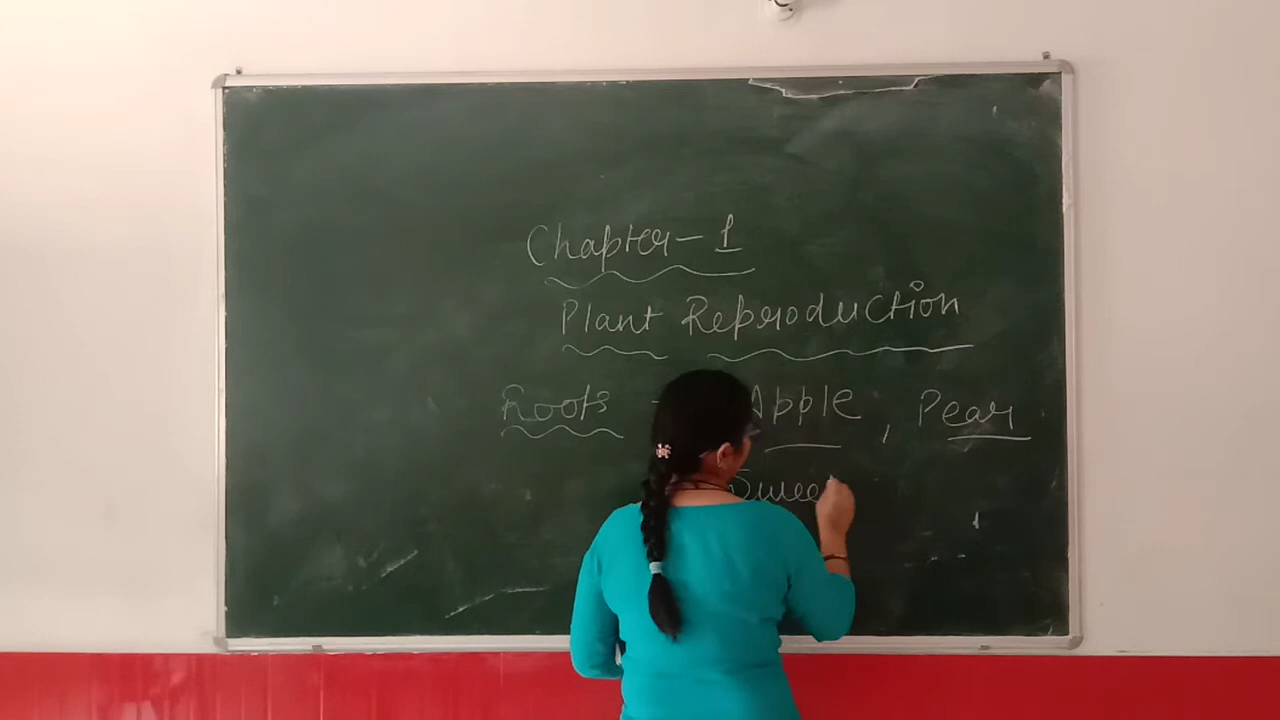 Chapter - 1
Plant Reproduction
Roots - Apple, Pear
Swee